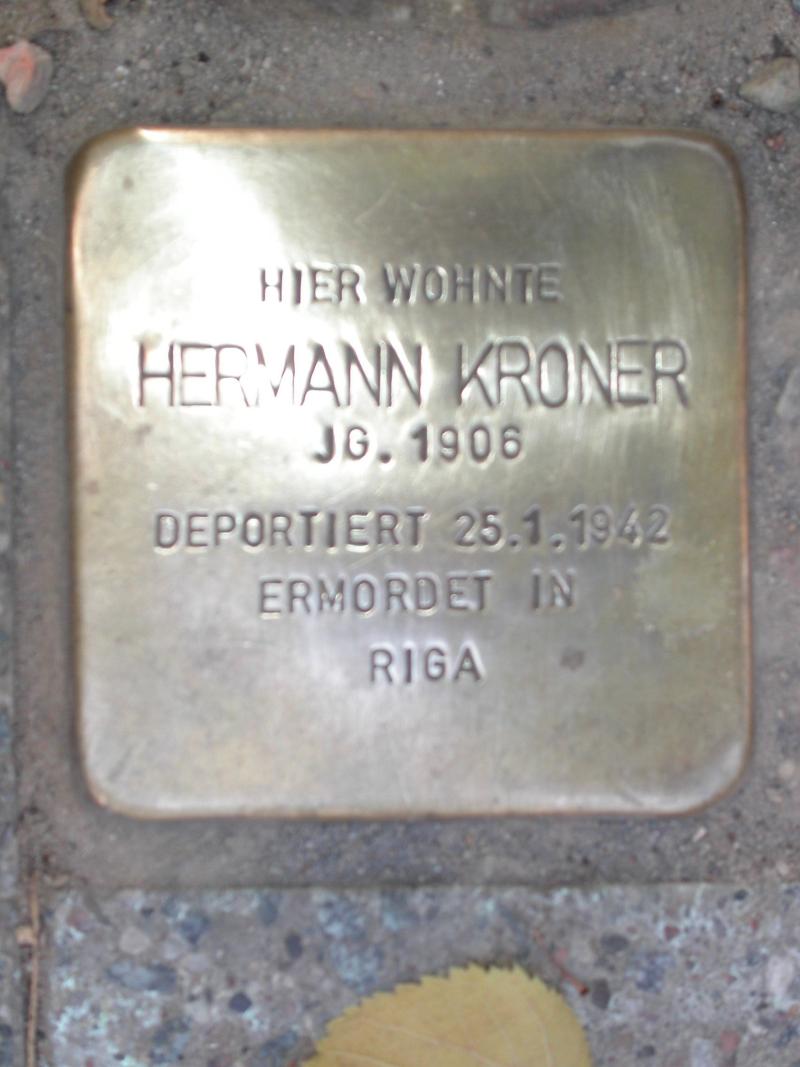 HIER WOHNTE
HERMANN KRONER
JG. 1906
DEPORTIERT 25.1.1942
ERMORDET IN
RIGA